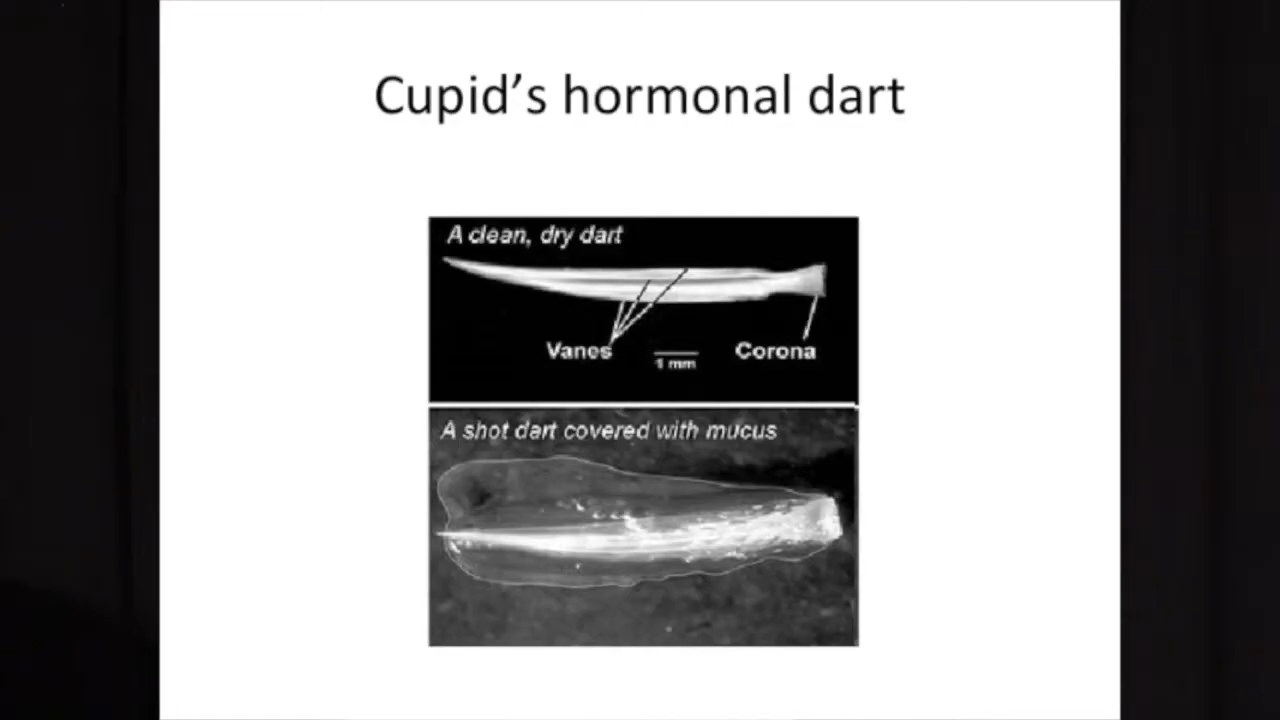 Cupid’s hormonal dart
A clean, dry dart
Vanes
1 mm
Corona
A shot dart covered with mucus